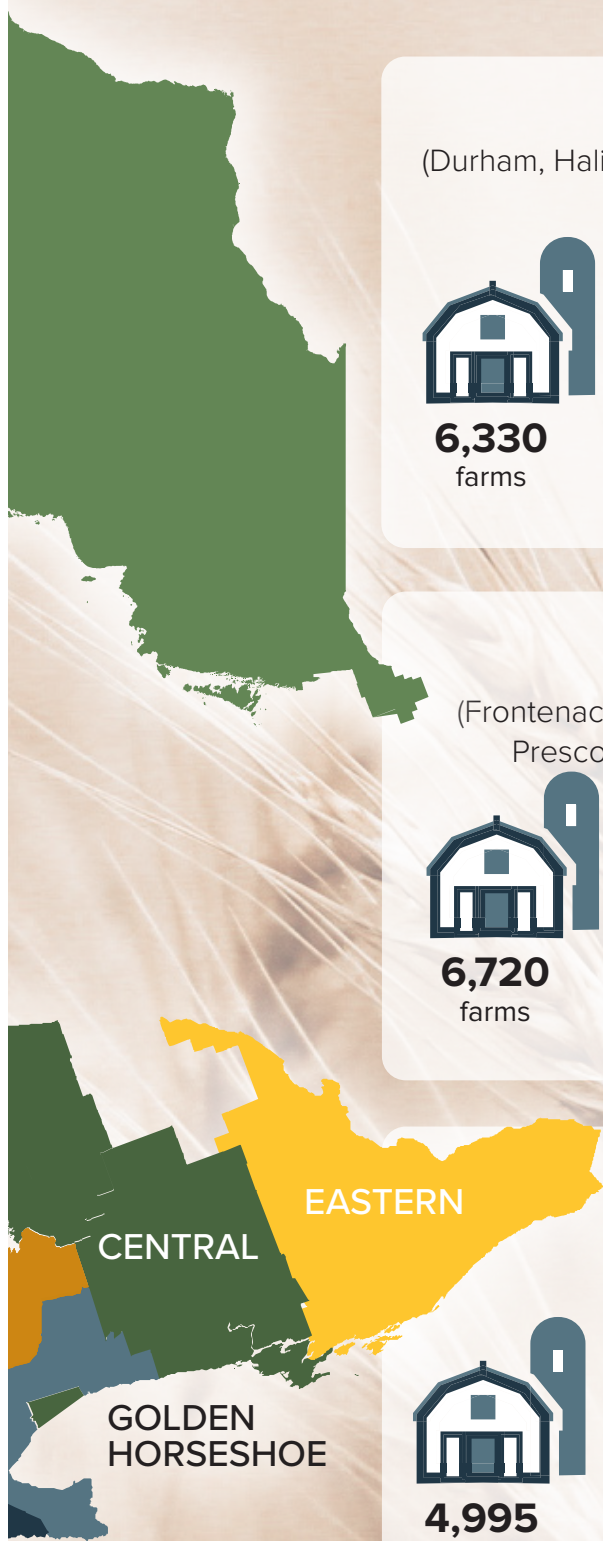 (Durham, Hali
6,330
farms
(Frontenac
Presco
6,720
farms
EASTERN
CENTRAL
GOLDEN
HORSESHOE
4,995